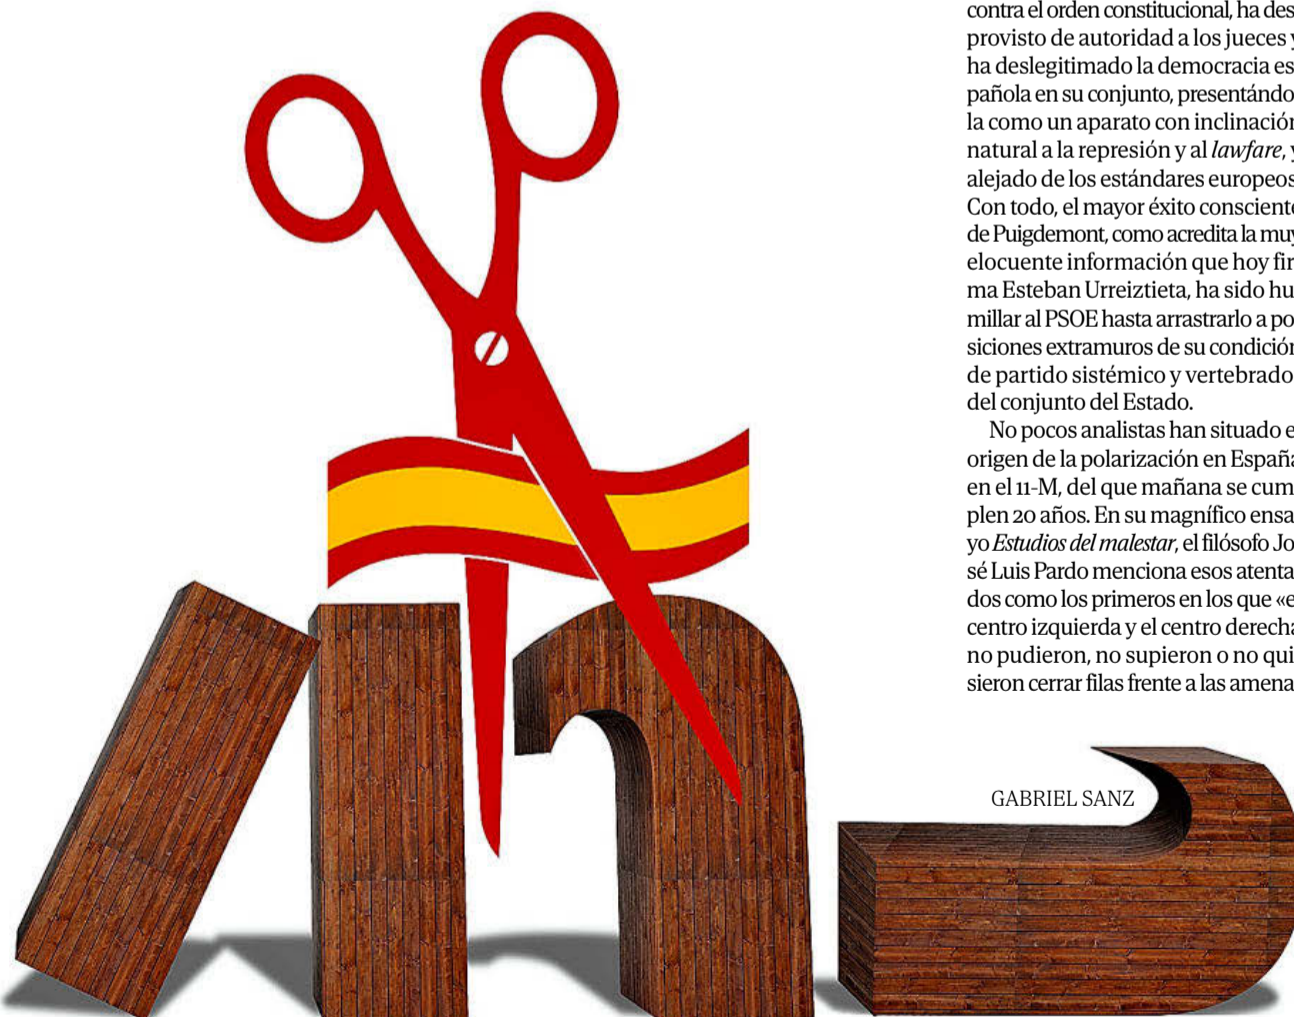 contra el orden constitucional, ha des-
provisto de autoridad a los jueces y
ha deslegitimado la democracia es-
pañola en su conjunto, presentándo-
la como un aparato con inclinación
natural a la represión y al lawfare, y
alejado de los estándares europeos.
Con todo, el mayor éxito consciente
de Puigdemont, como acredita la muy
elocuente información que hoy fir-
ma Esteban Urreiztieta, ha sido hu-
millar al PSOE hasta arrastrarlo a po-
siciones extramuros de su condición
de partido sistémico y vertebrado
del conjunto del Estado.
No pocos analistas han situado e
origen de la polarización en España
en el 11-M, del que mañana se cum-
plen 20 años. En su magnífico ensa-
yo Estudios del malestar, el filósofo Jo-
sé Luis Pardo menciona esos atenta-
dos como los primeros en los que «e
centro izquierda y el centro derecha
no pudieron, no supieron o no qui-
sieron cerrar filas frente a las amena-
GABRIEL SANZ